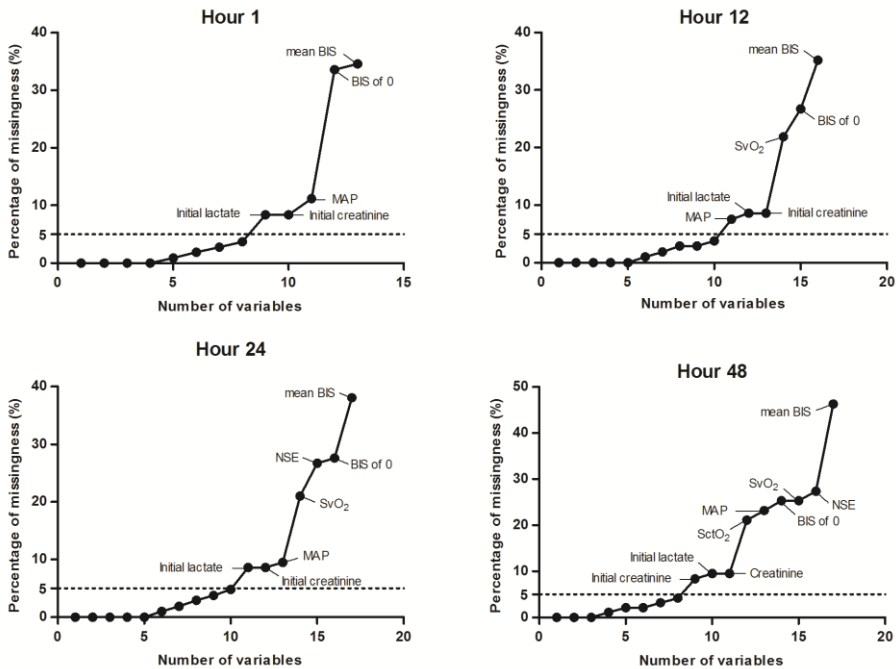 Hour 1
Percentage of missingness (%)
40
30
20
10
5
0
mean BIS
BIS of 0
MAP
Initial lactate
Initial creatinine
0
5
10
15
Number of variables
Hour 12
Percentage of missingness (%)
40
30
20
10
5
0
mean BIS
BIS of 0
SvO2
Initial lactate
MAP
Initial creatinine
0
5
10
15
20
Number of variables
Hour 24
Percentage of missingness (%)
40
30
20
10
5
0
mean BIS
NSE
BIS of 0
SvO2
MAP
Initial lactate
Initial creatinine
0
5
10
15
20
Number of variables
Hour 48
Percentage of missingness (%)
50
40
30
20
10
5
0
mean BIS
SvO2
NSE
MAP
BIS of 0
SctO2
Initial lactate
Initial creatinine
Creatinine
0
5
10
15
20
Number of variables